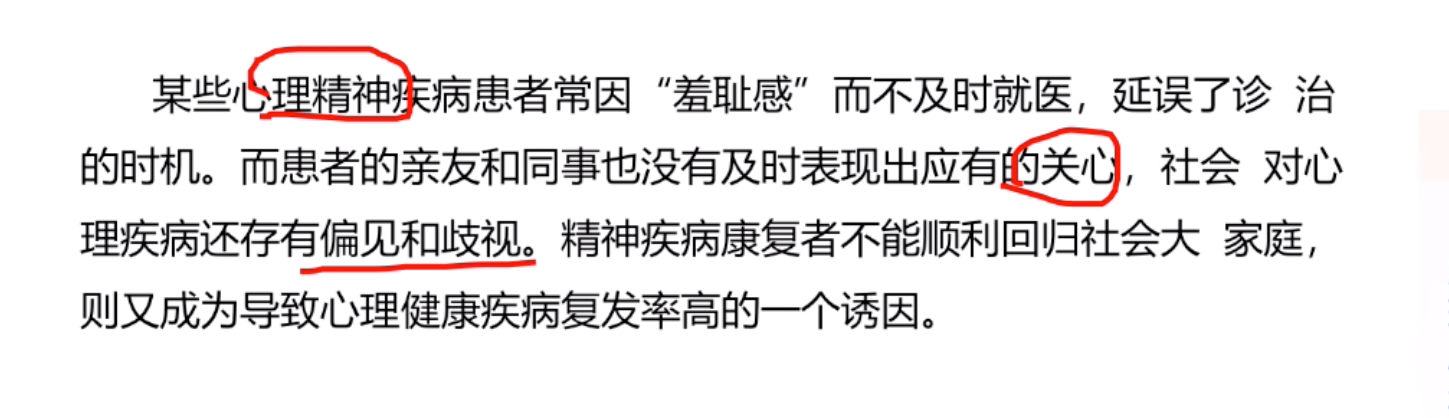 某些心理精神疾病患者常因“羞耻感”而不及时就医，延误了诊 治
的时机。而患者的亲友和同事也没有及时表现出应有的关心，社会 对心
理疾病还存有偏见和歧视。精神疾病康复者不能顺利回归社会大 家庭，
则又成为导致心理健康疾病复发率高的一个诱因。